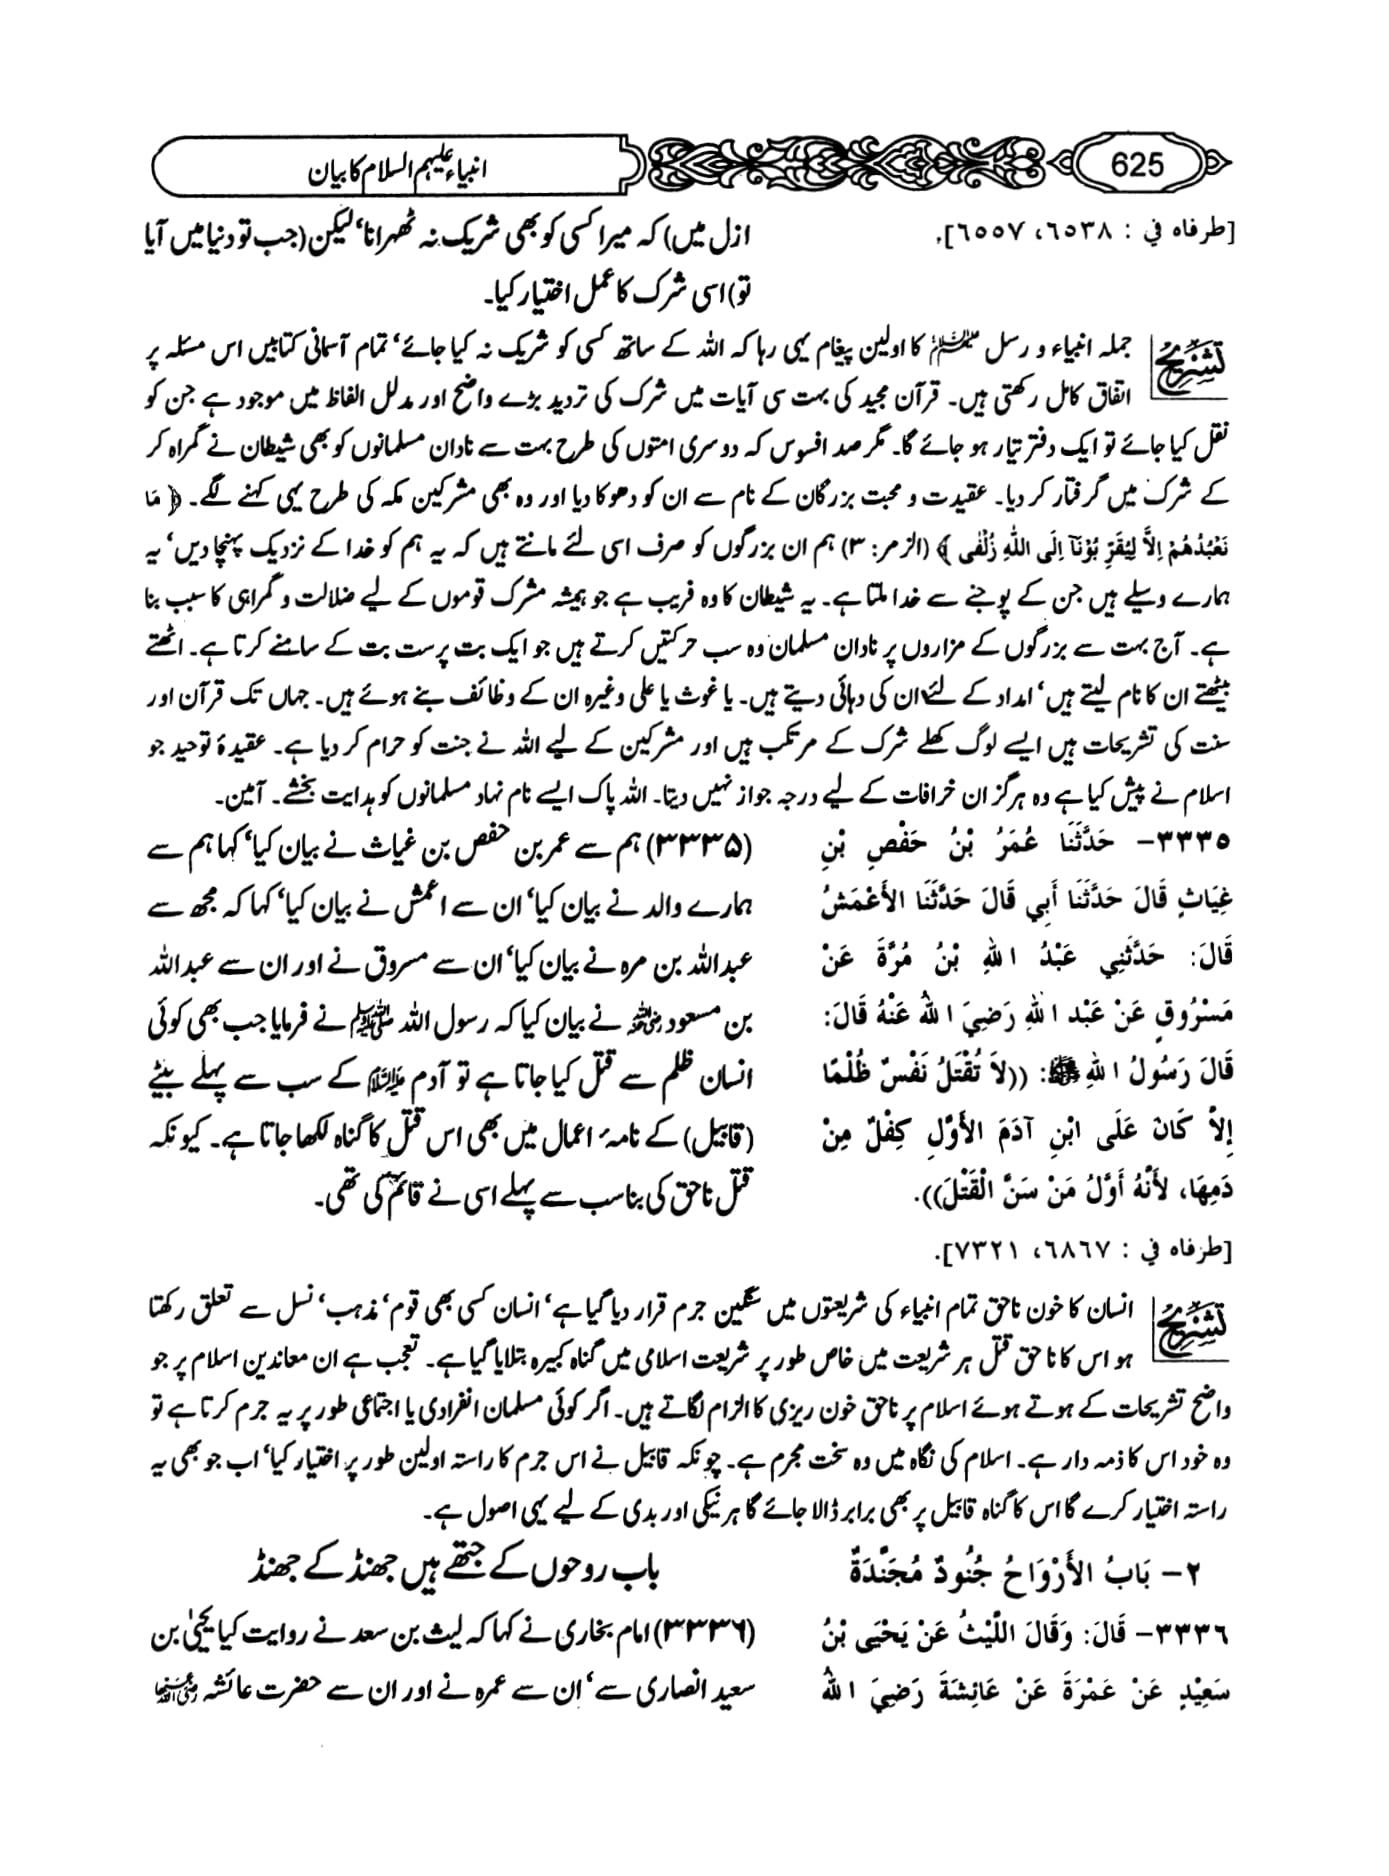 625
انبیاء علیہم السلام کا بیان
[طرفاه في : ٦٥٣٨، ٦٥٥٧].
ازل میں) کہ میرا کسی کو بھی شریک نہ ٹھہرانا، لیکن (جب تو دنیا میں آیا
تو) اسی شرک کا عمل اختیار کیا۔
تشریح
جملہ انبیاء و رسل علیہم السلام کا اولین پیغام یہی رہا کہ اللہ کے ساتھ کسی کو شریک نہ کیا جائے، تمام آسمانی کتابیں اس مسئلہ پر
اتفاق کامل رکھتی ہیں۔ قرآن مجید کی بہت سی آیات میں شرک کی تردید بڑے واضح اور مدلل الفاظ میں موجود ہے جن کو
نقل کیا جائے تو ایک دفتر تیار ہو جائے گا۔ مگر صد افسوس کہ دوسری امتوں کی طرح بہت سے نادان مسلمانوں کو بھی شیطان نے گمراہ کر
کے شرک میں گرفتار کر دیا۔ عقیدت و محبت بزرگان کے نام سے ان کو دھوکا دیا اور وہ بھی مشرکین مکہ کی طرح یہی کہنے لگے۔ ﴿ مَا
نَعْبُدُهُمْ اِلاَّ لِيُقَرِّبُوْنَآ اِلَى اللهِ زُلْفٰى ﴾ (الزمر: ۳) ہم ان بزرگوں کو صرف اسی لئے مانتے ہیں کہ یہ ہم کو خدا کے نزدیک پہنچا دیں، یہ
ہمارے وسیلے ہیں جن کے پوجنے سے خدا ملتا ہے۔ یہ شیطان کا وہ فریب ہے جو ہمیشہ مشرک قوموں کے لیے ضلالت و گمراہی کا سبب بنا
ہے۔ آج بہت سے بزرگوں کے مزاروں پر نادان مسلمان وہ سب حرکتیں کرتے ہیں جو ایک بت پرست بت کے سامنے کرتا ہے۔ اٹھتے
بیٹھتے ان کا نام لیتے ہیں، امداد کے لئے ان کی دہائی دیتے ہیں۔ یا غوث یا علی وغیرہ ان کے وظائف بنے ہوئے ہیں۔ جہاں تک قرآن اور
سنت کی تشریحات ہیں ایسے لوگ کھلے شرک کے مرتکب ہیں اور مشرکین کے لیے اللہ نے جنت کو حرام کر دیا ہے۔ عقیدۂ توحید جو
اسلام نے پیش کیا ہے وہ ہرگز ان خرافات کے لیے درجہ جواز نہیں دیتا۔ اللہ پاک ایسے نام نہاد مسلمانوں کو ہدایت بخشے۔ آمین۔
٣٣٣٥- حَدَّثَنَا عُمَرُ بْنُ حَفْصِ بْنِ
غِيَاثٍ قَالَ حَدَّثَنَا أَبِي قَالَ حَدَّثَنَا الأَعْمَشُ
قَالَ: حَدَّثَنِي عَبْدُ اللهِ بْنُ مُرَّةَ عَنْ
مَسْرُوقٍ عَنْ عَبْدِ اللهِ رَضِيَ اللهُ عَنْهُ قَالَ:
قَالَ رَسُولُ اللهِ ﷺ: ((لاَ تُقْتَلُ نَفْسٌ ظُلْمًا
إِلاَّ كَانَ عَلَى ابْنِ آدَمَ الأَوَّلِ كِفْلٌ مِنْ
دَمِهَا، لأَنَّهُ أَوَّلُ مَنْ سَنَّ الْقَتْلَ)).
[طرفاه في : ٦٨٦٧، ٧٣٢١].
(۳۳۳۵) ہم سے عمر بن حفص بن غیاث نے بیان کیا، کہا ہم سے
ہمارے والد نے بیان کیا، ان سے اعمش نے بیان کیا، کہا کہ مجھ سے
عبداللہ بن مرہ نے بیان کیا، ان سے مسروق نے اور ان سے عبداللہ
بن مسعود رضی اللہ عنہ نے بیان کیا کہ رسول اللہ ﷺ نے فرمایا جب بھی کوئی
انسان ظلم سے قتل کیا جاتا ہے تو آدم علیہ السلام کے سب سے پہلے بیٹے
(قابیل) کے نامہ اعمال میں بھی اس قتل کا گناہ لکھا جاتا ہے۔ کیونکہ
قتل ناحق کی بنا سب سے پہلے اسی نے قائم کی تھی۔
تشریح
انسان کا خون ناحق تمام انبیاء کی شریعتوں میں سنگین جرم قرار دیا گیا ہے، انسان کسی بھی قوم، مذہب، نسل سے تعلق رکھتا
ہو اس کا ناحق قتل ہر شریعت میں خاص طور پر شریعت اسلامی میں گناہ کبیرہ بتلایا گیا ہے۔ تعجب ہے ان معاندین اسلام پر جو
واضح تشریحات کے ہوتے ہوئے اسلام پر ناحق خون ریزی کا الزام لگاتے ہیں۔ اگر کوئی مسلمان انفرادی یا اجتماعی طور پر یہ جرم کرتا ہے تو
وہ خود اس کا ذمہ دار ہے۔ اسلام کی نگاہ میں وہ سخت مجرم ہے۔ چونکہ قابیل نے اس جرم کا راستہ اولین طور پر اختیار کیا، اب جو بھی یہ
راستہ اختیار کرے گا اس کا گناہ قابیل پر بھی برابر ڈالا جائے گا ہر نیکی اور بدی کے لیے یہی اصول ہے۔
٢- بَابُ الأَرْوَاحُ جُنُودٌ مُجَنَّدَةٌ
باب روحوں کے جتھے ہیں جھنڈ کے جھنڈ
٣٣٣٦- قَالَ: وَقَالَ اللَّيْثُ عَنْ يَحْيَى بْنُ
سَعِيْدٍ عَنْ عَمْرَةَ عَنْ عَائِشَةَ رَضِيَ اللهُ
(۳۳۳۶) امام بخاری نے کہا کہ لیث بن سعد نے روایت کیا یحییٰ بن
سعید انصاری سے، ان سے عمرہ نے اور ان سے حضرت عائشہ رضی اللہ عنہا